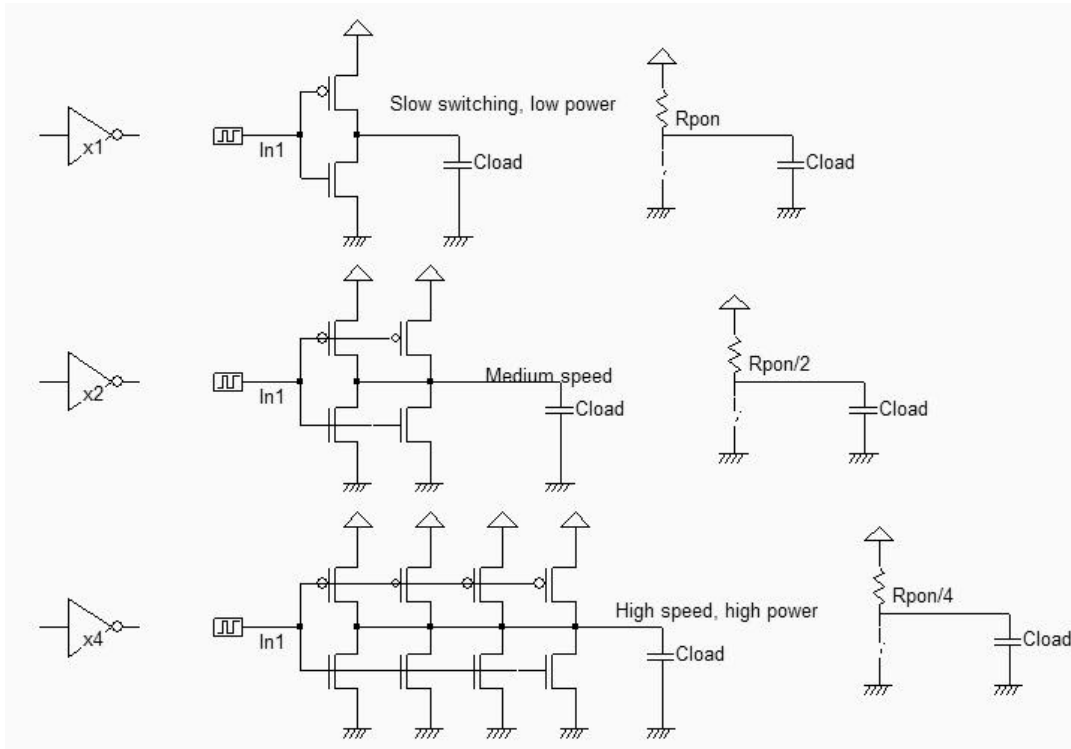 x1
In1
Slow switching, low power
Cload
Rpon
Cload
x2
In1
Medium speed
Cload
Rpon/2
Cload
x4
In1
High speed, high power
Cload
Rpon/4
Cload